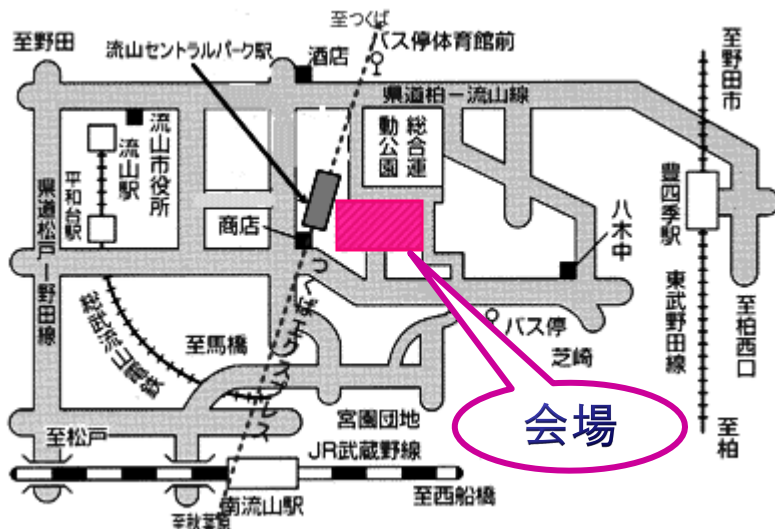 至つくば
至野田
流山セントラルパーク駅
酒店
バス停体育館前
至野田市
県道柏ー流山線
総合運
動公園
流山市役所
流山駅
平和台駅
県道松戸ー野田線
商店
八木中
豊四季駅
東武野田線
つくばエクスプレス
総武流山電鉄
至馬橋
バス停
芝崎
至柏西口
会場
宮園団地
至松戸
JR武蔵野線
至柏
南流山駅
至西船橋
至秋葉原